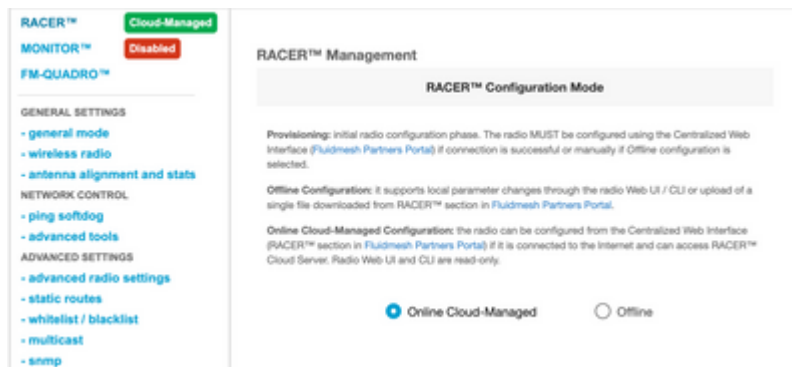 RACER™ Cloud-Managed
MONITOR™ Disabled
FM-QUADRO™
GENERAL SETTINGS
- general mode
- wireless radio
- antenna alignment and stats
NETWORK CONTROL
- ping softdog
- advanced tools
ADVANCED SETTINGS
- advanced radio settings
- static routes
- whitelist / blacklist
- multicast
- snmp
RACER™ Management
RACER™ Configuration Mode
Provisioning: initial radio configuration phase. The radio MUST be configured using the Centralized Web
Interface (Fluidmesh Partners Portal) if connection is successful or manually if Offline configuration is
selected.
Offline Configuration: it supports local parameter changes through the radio Web UI / CLI or upload of a
single file downloaded from RACER™ section in Fluidmesh Partners Portal.
Online Cloud-Managed Configuration: the radio can be configured from the Centralized Web Interface
(RACER™ section in Fluidmesh Partners Portal) if it is connected to the Internet and can access RACER™
Cloud Server. Radio Web UI and CLI are read-only.
Online Cloud-Managed Offline